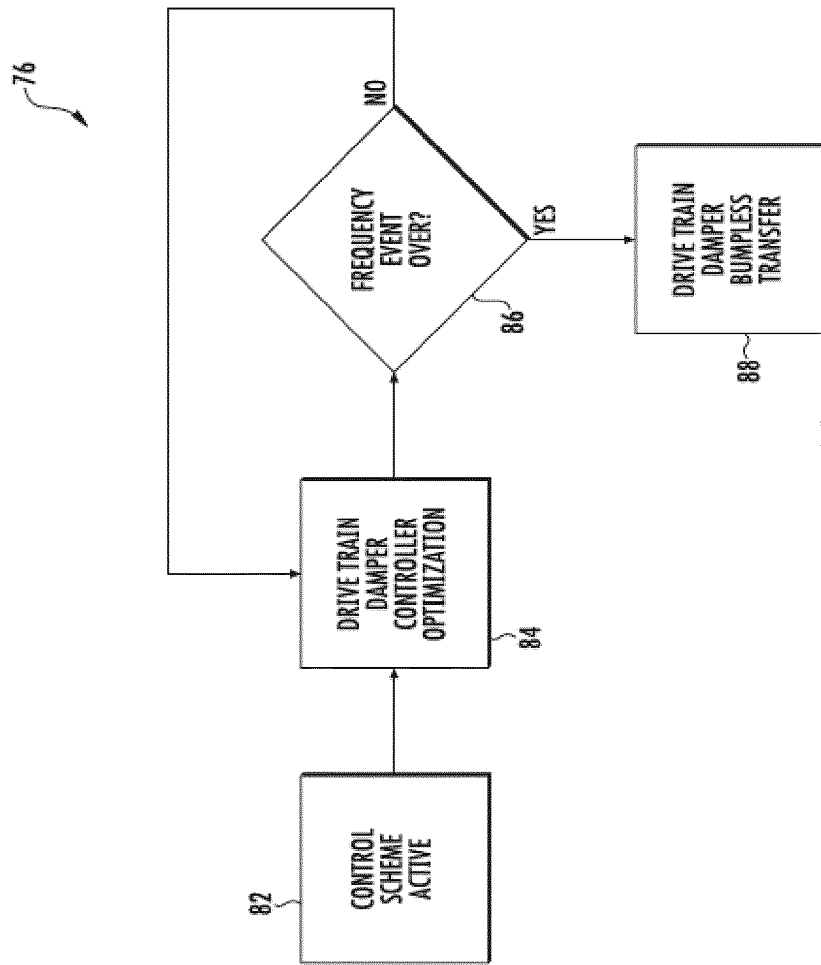 76
CONTROL
SCHEME
ACTIVE
82
DRIVE TRAIN
DAMPER
CONTROLLER
OPTIMIZATION
84
FREQUENCY
EVENT
OVER?
86
NO
YES
DRIVE TRAIN
DAMPER
BUMPLESS
TRANSFER
88